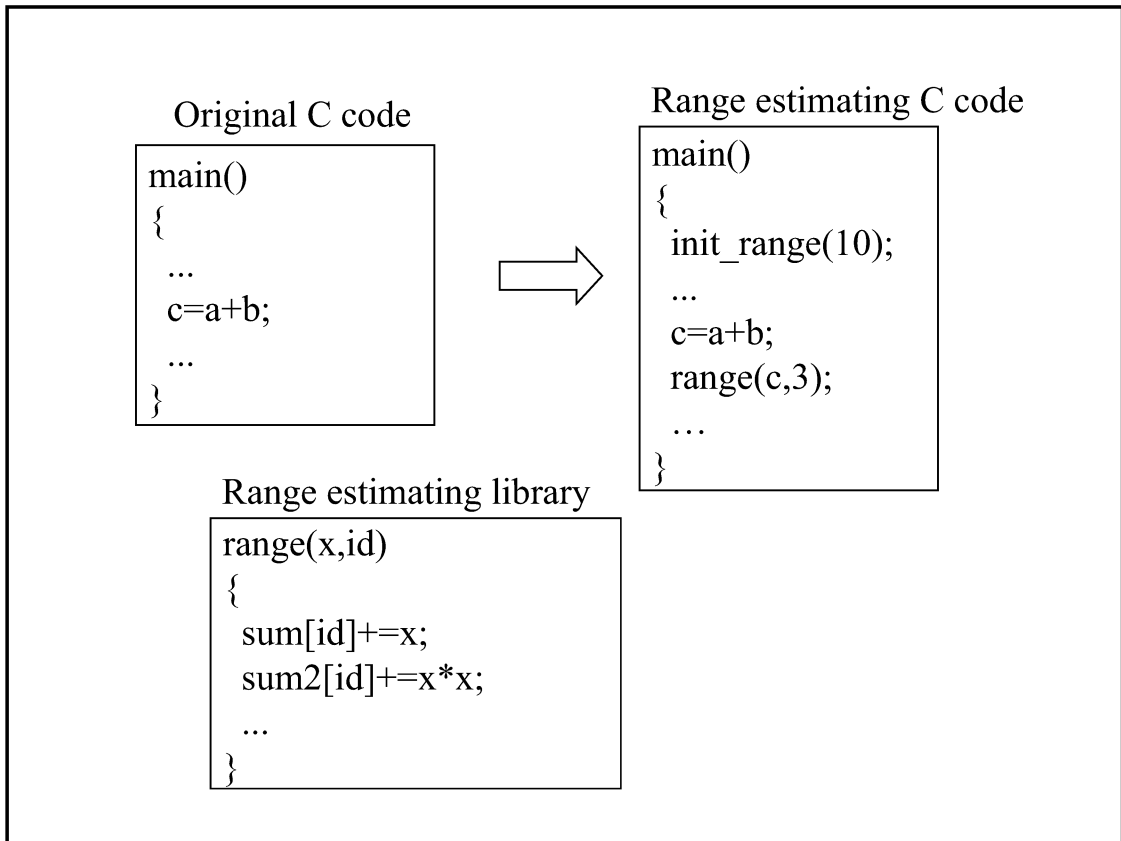 Original C code
main()
{
...
c=a+b;
...
}
Range estimating C code
main()
{
init_range(10);
...
c=a+b;
range(c,3);
...
}
Range estimating library
range(x,id)
{
sum[id]+=x;
sum2[id]+=x*x;
...
}